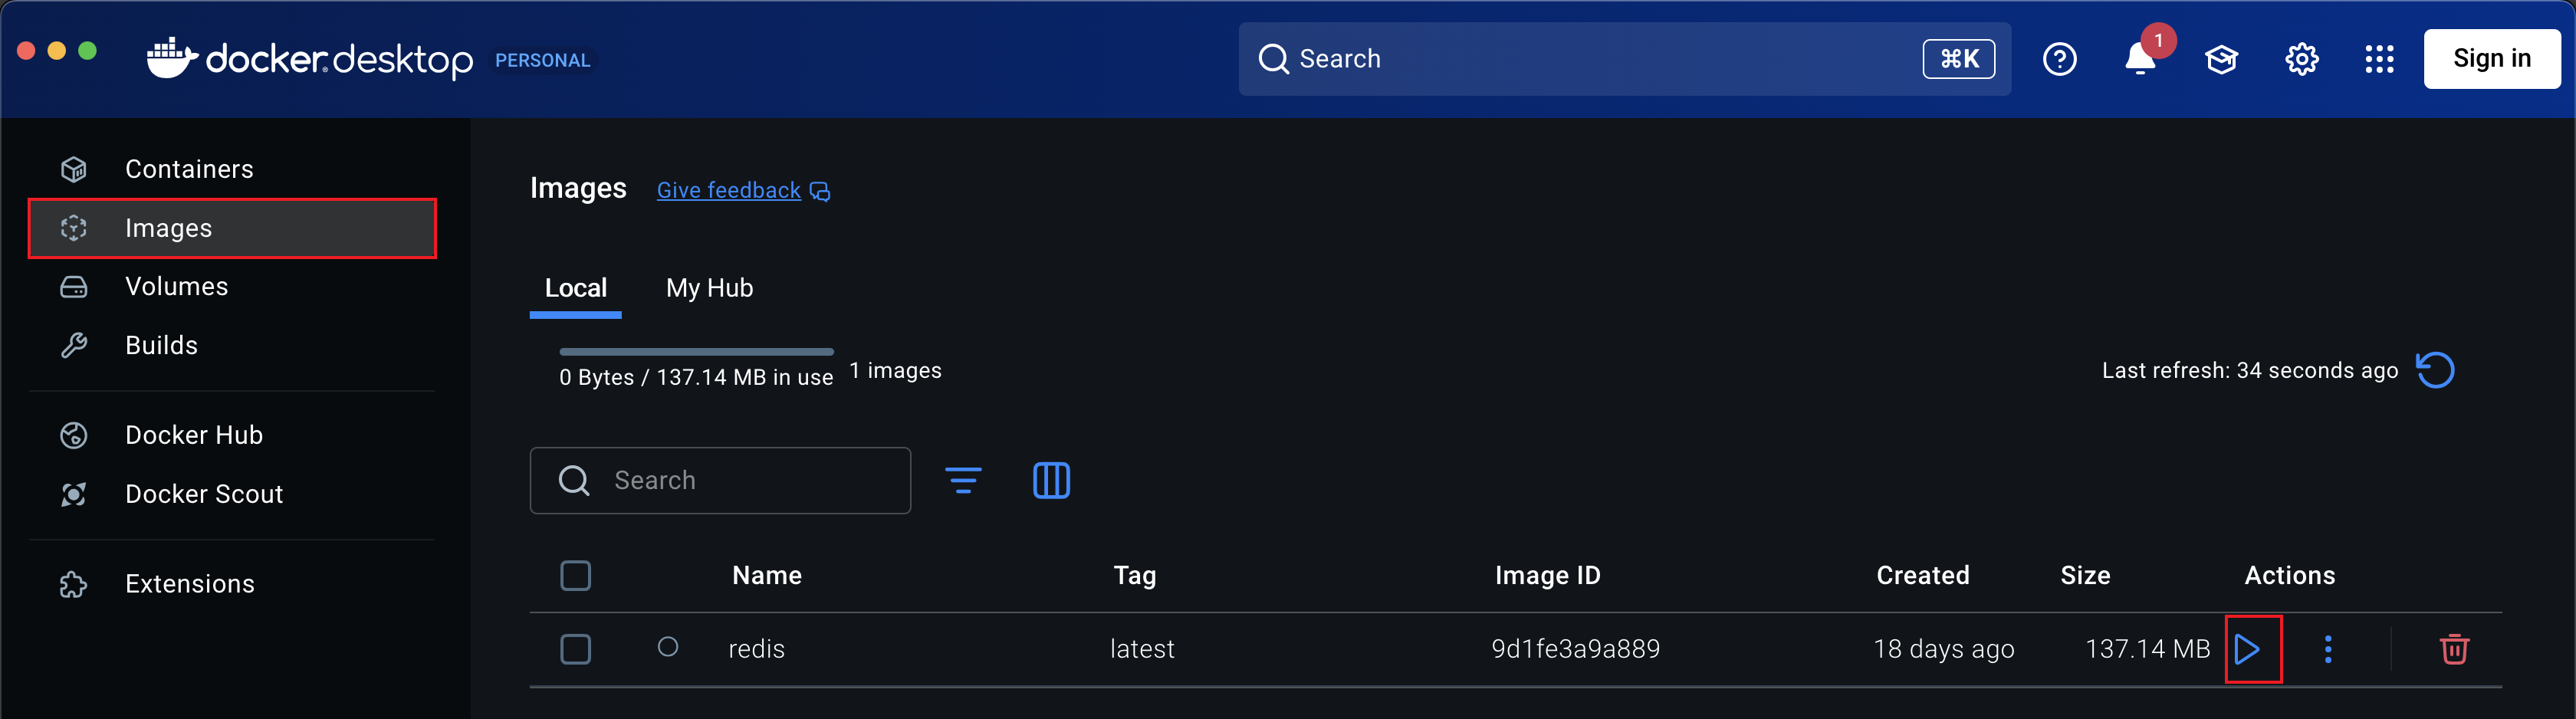 docker desktop PERSONAL
Search
⌘K
1
Sign in
Containers
Images
Volumes
Builds
Docker Hub
Docker Scout
Extensions
Images Give feedback
Local My Hub
0 Bytes / 137.14 MB in use 1 images
Last refresh: 34 seconds ago
Search
Name Tag Image ID Created Size Actions
redis latest 9d1fe3a9a889 18 days ago 137.14 MB